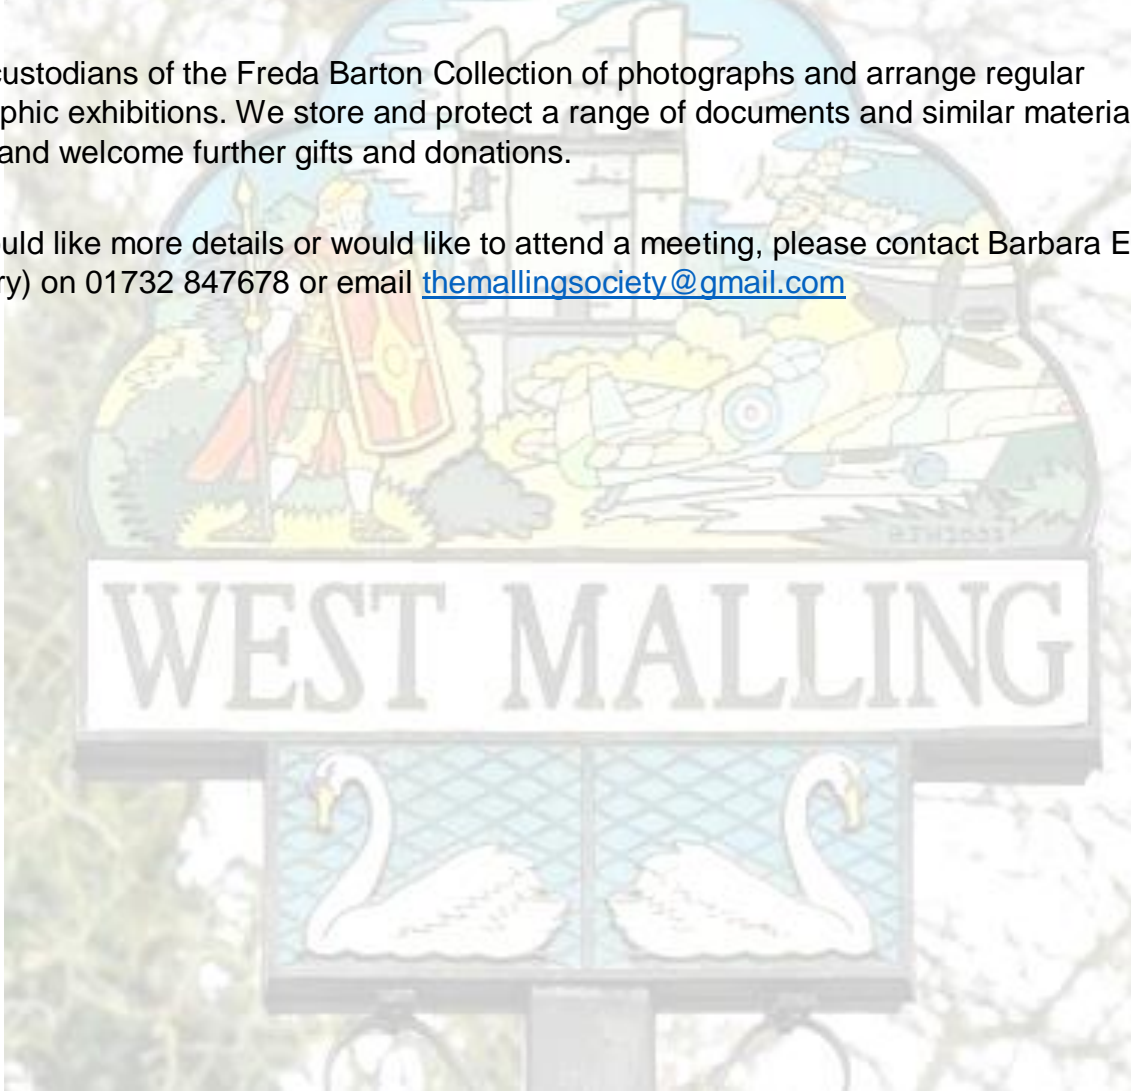 custodians of the Freda Barton Collection of photographs and arrange regular
phic exhibitions. We store and protect a range of documents and similar materia
and welcome further gifts and donations.
uld like more details or would like to attend a meeting, please contact Barbara E
ry) on 01732 847678 or email themallingsociety@gmail.com
WEST MALLING